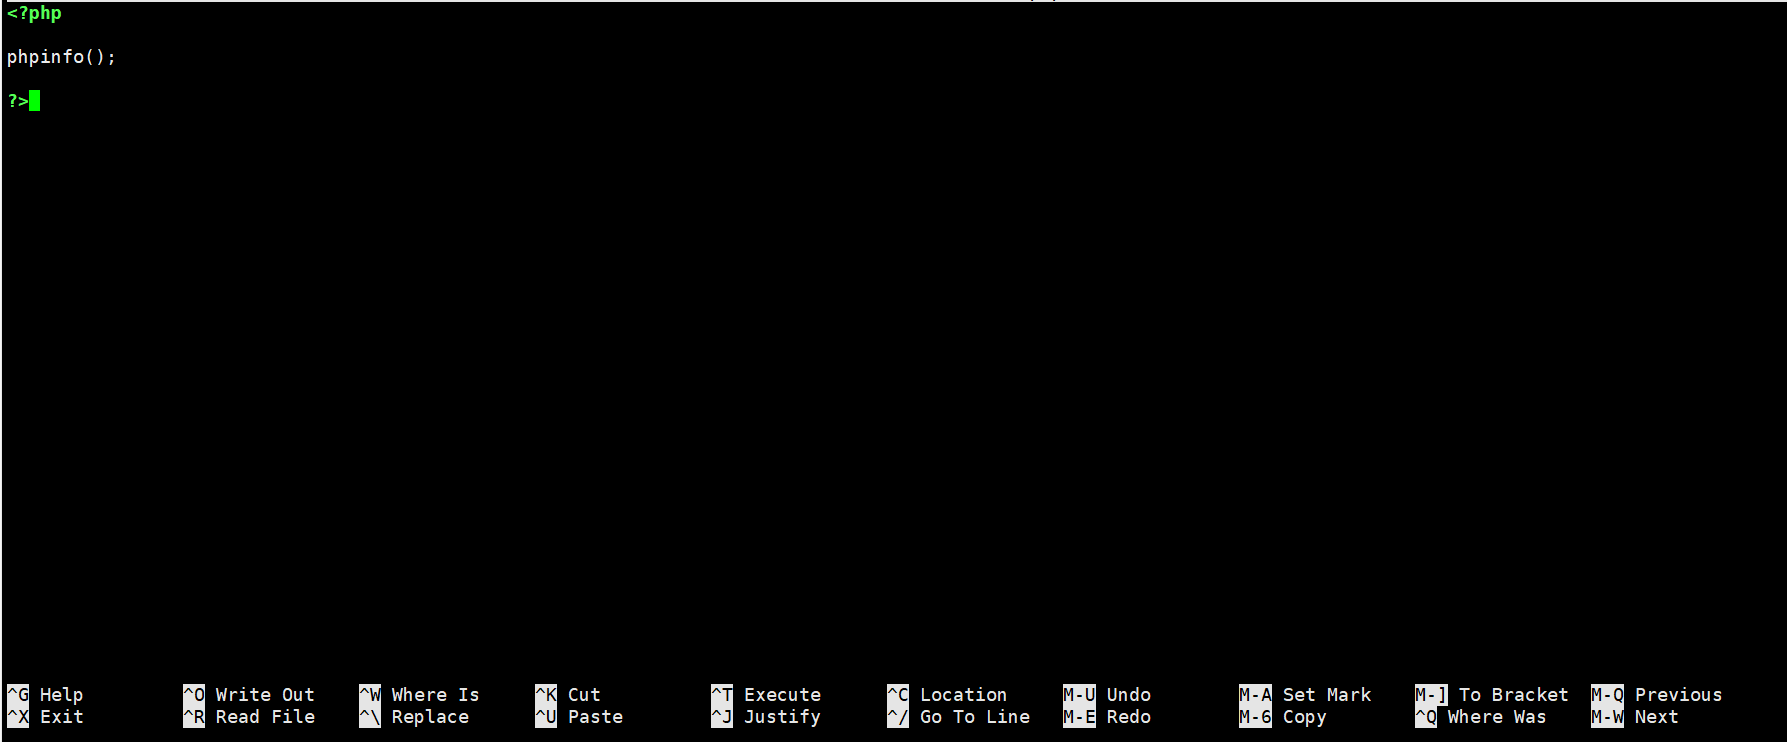 <?php
phpinfo();
?>
^G Help ^O Write Out ^W Where Is ^K Cut ^T Execute ^C Location M-U Undo M-A Set Mark M-] To Bracket M-Q Previous
^X Exit ^R Read File ^\ Replace ^U Paste ^J Justify ^/ Go To Line M-E Redo M-6 Copy ^Q Where Was M-W Next